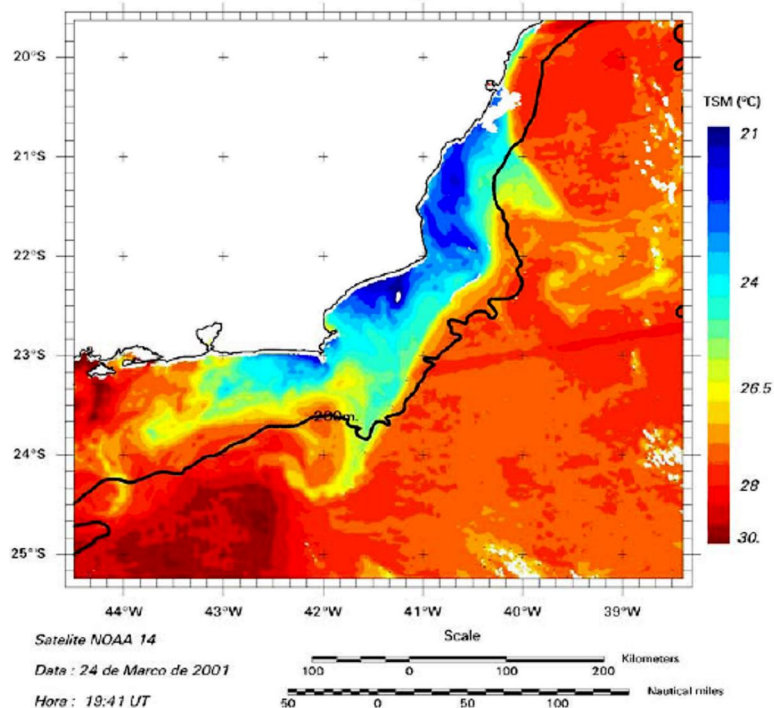 20°S
21°S
22°S
23°S
24°S
25°S
200m.
44°W 43°W 42°W 41°W 40°W 39°W
TSM (°C)
21
24
26.5
28
30.
Satelite NOAA 14
Data : 24 de Marco de 2001
Hora : 19:41 UT
Scale
100 0 100 200 Kilometers
50 0 50 100 Nautical miles